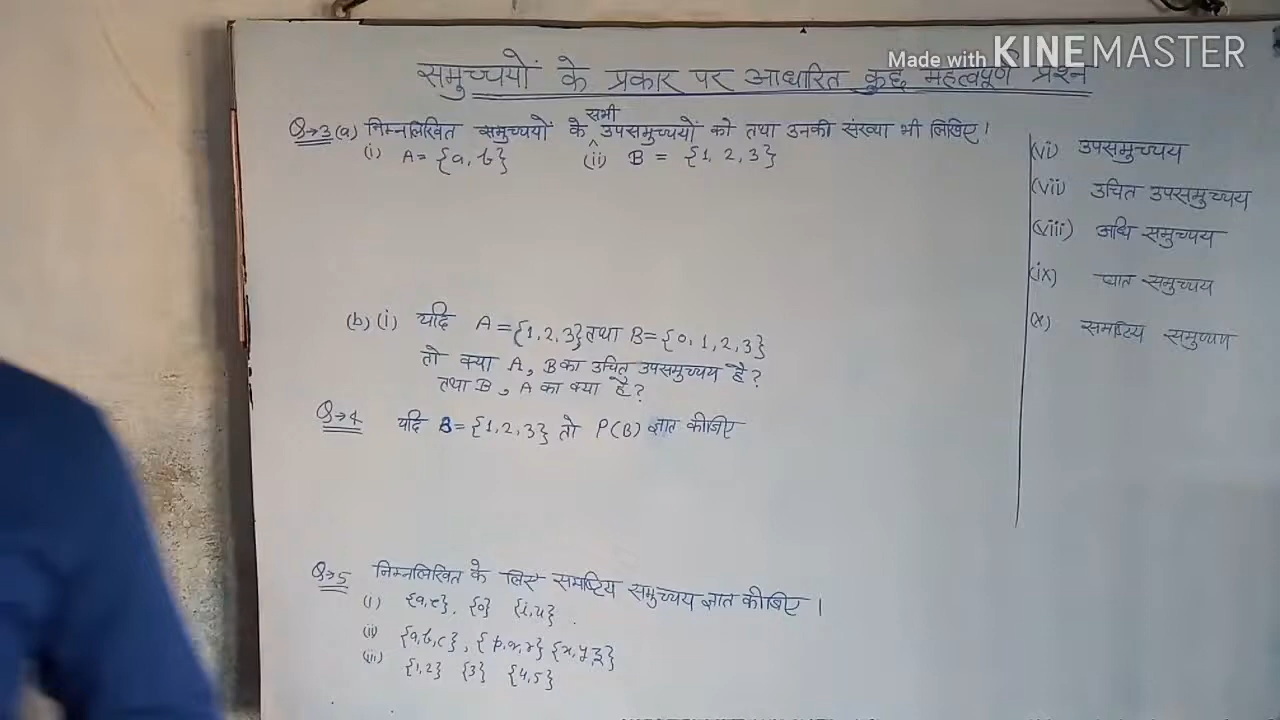 Made with KINEMASTER
समुच्चयों के प्रकार पर आधारित कुछ महत्वपूर्ण प्रश्न
Q→3 (a) निम्नलिखित समुच्चयों के सभी उपसमुच्चयों को तथा उनकी संख्या भी लिखिए।
(i) A = {a, b} (ii) B = {1, 2, 3}
(b) (i) यदि A = {1, 2, 3} तथा B = {0, 1, 2, 3}
तो क्या A, B का उचित उपसमुच्चय है?
तथा B, A का क्या है?
Q→4 यदि B = {1, 2, 3} तो P(B) ज्ञात कीजिए
Q→5 निम्नलिखित के लिए समष्टिय समुच्चय ज्ञात कीजिए।
(i) {a, e}, {o} {i, u}
(ii) {a, b, c}, {p, q, r} {x, y, z}
(iii) {1, 2} {3} {4, 5}
(vi) उपसमुच्चय
(vii) उचित उपसमुच्चय
(viii) अधि समुच्चय
(ix) घात समुच्चय
(x) समष्टिय समुच्चय